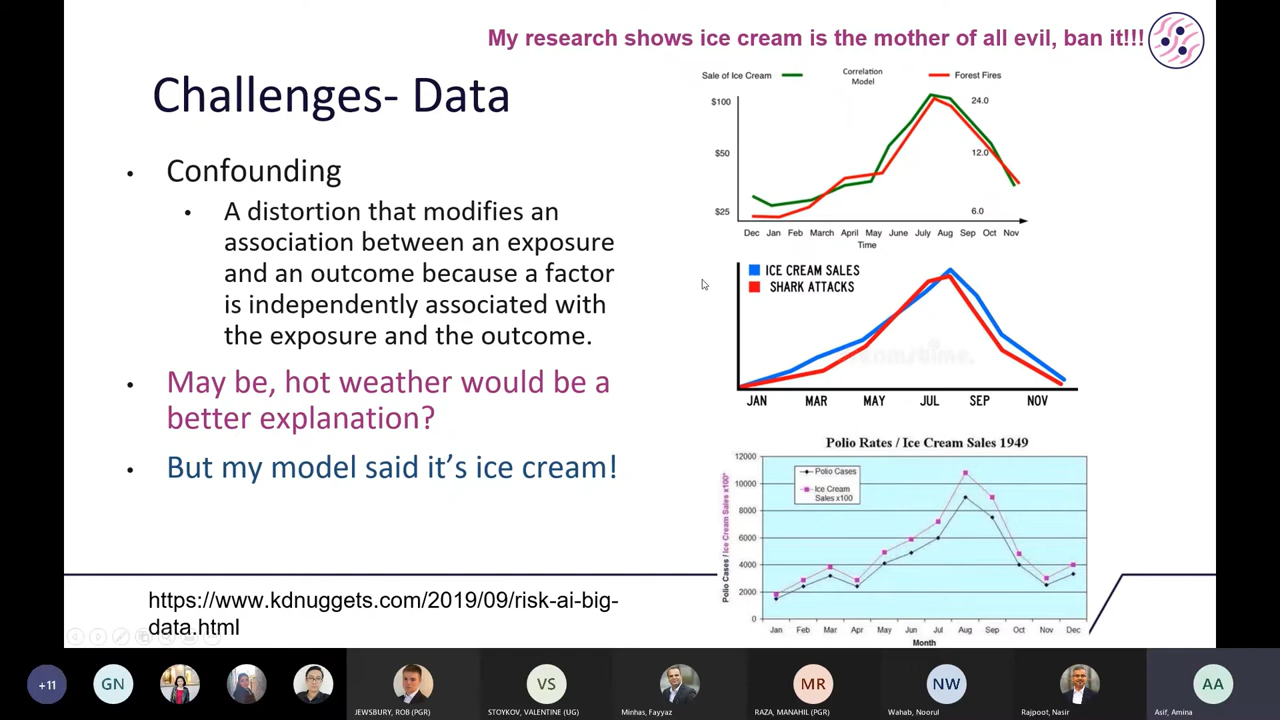 My research shows ice cream is the mother of all evil, ban it!!!
Challenges- Data
• Confounding
• A distortion that modifies an
association between an exposure
and an outcome because a factor
is independently associated with
the exposure and the outcome.
• May be, hot weather would be a
better explanation?
• But my model said it's ice cream!
https://www.kdnuggets.com/2019/09/risk-ai-big-
data.html
Sale of Ice Cream
Correlation
Model
Forest Fires
$100
$50
$25
24.0
12.0
6.0
Dec Jan Feb March April May June July Aug Sep Oct Nov
Time
ICE CREAM SALES
SHARK ATTACKS
JAN MAR MAY JUL SEP NOV
Polio Rates / Ice Cream Sales 1949
Polio Cases
Ice Cream
Sales x100
Polio Cases / Ice Cream Sales x100"
12000
10000
8000
6000
4000
2000
0
Jan Feb Mar Apr May Jun Jul Aug Sep Oct Nov Dec
Month
+11
GN
VS
MR
NW
AA
JEWSBURY, ROB (PGR)
STOYKOV, VALENTINE (UG)
Minhas, Fayyaz
RAZA, MANAHIL (PGR)
Wahab, Noorul
Rajpoot, Nasir
Asif, Amina